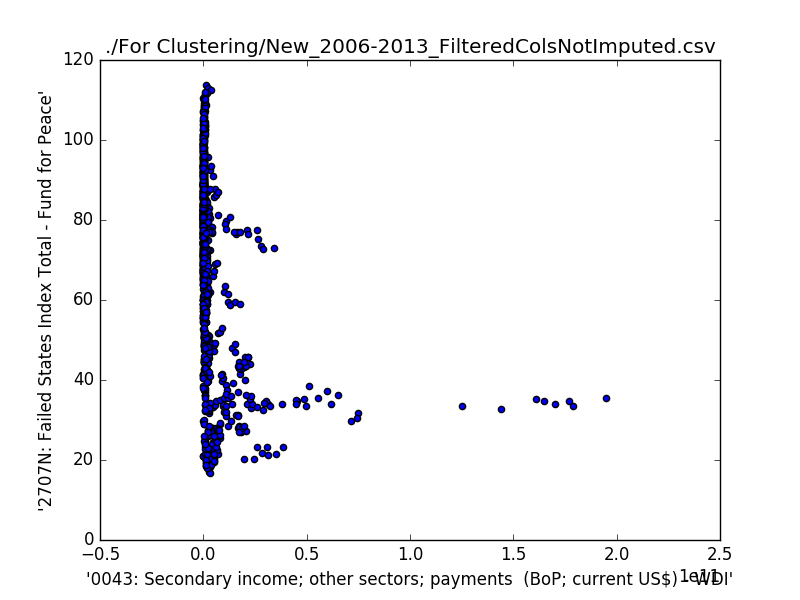 ./For Clustering/New_2006-2013_FilteredColsNotImputed.csv
120
100
80
60
40
20
0
'2707N: Failed States Index Total - Fund for Peace'
−0.5 0.0 0.5 1.0 1.5 2.0 2.5
1e11
'0043: Secondary income; other sectors; payments (BoP; current US$) - WDI'